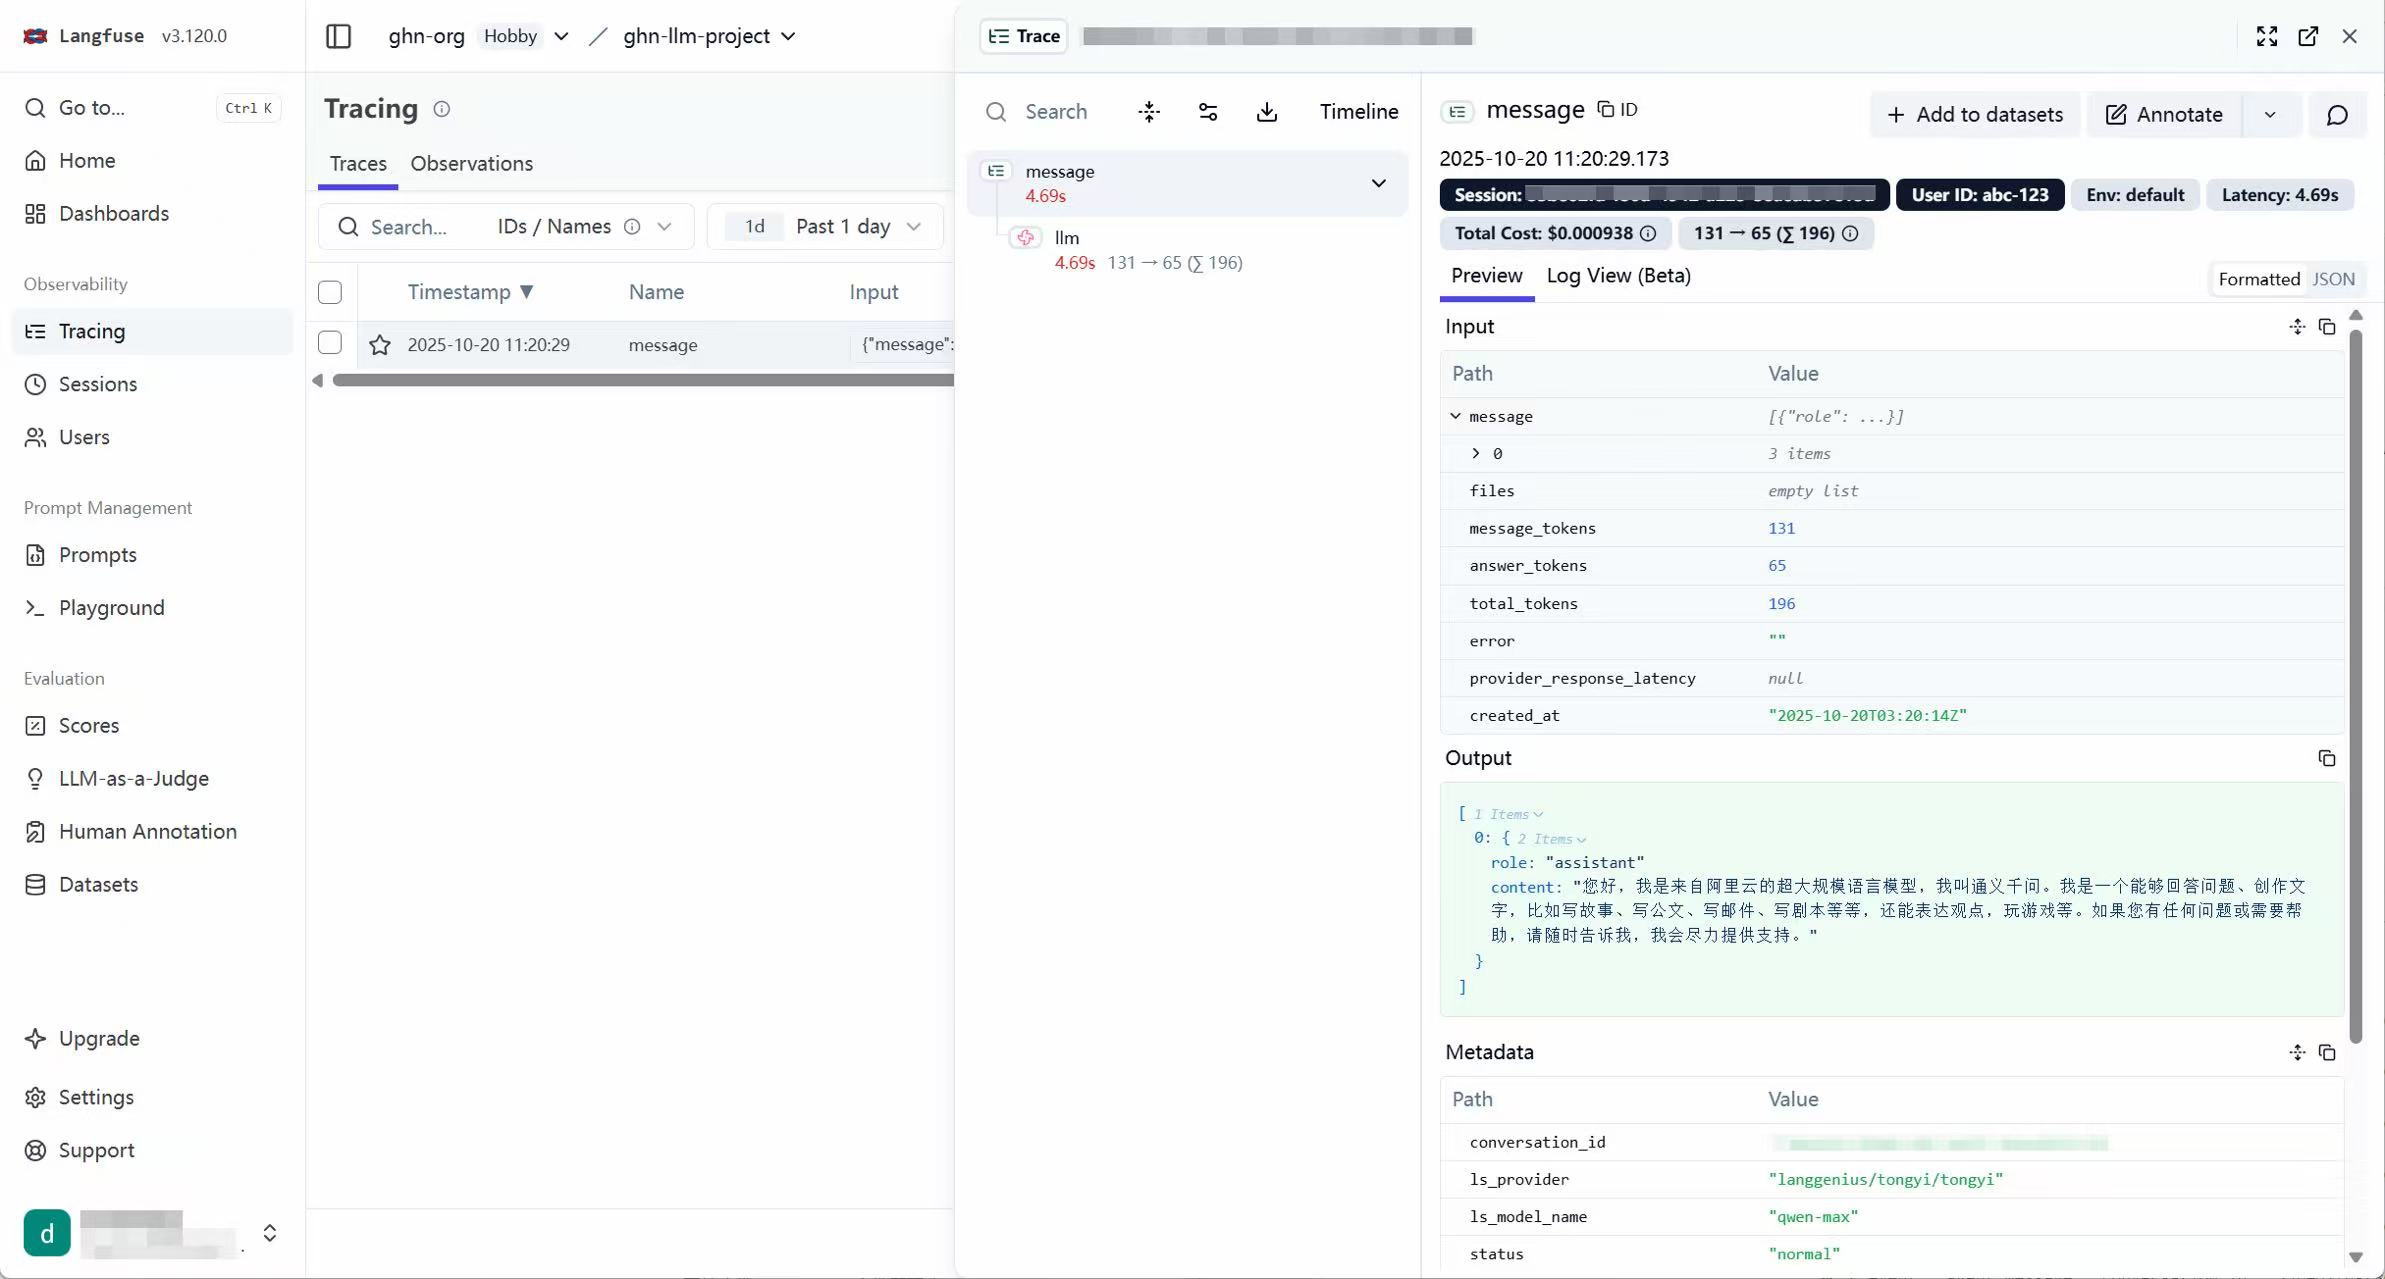 Langfuse v3.120.0
Go to... Ctrl K
Home
Dashboards
Observability
Tracing
Sessions
Users
Prompt Management
Prompts
Playground
Evaluation
Scores
LLM-as-a-Judge
Human Annotation
Datasets
Upgrade
Settings
Support
d
ghn-org Hobby ghn-llm-project
Tracing
Traces Observations
Search... IDs / Names 1d Past 1 day
Timestamp ▼ Name Input
2025-10-20 11:20:29 message {"message":
Trace
Search Timeline
message
4.69s
llm
4.69s 131 → 65 (∑ 196)
message ID
Add to datasets Annotate
2025-10-20 11:20:29.173
Session: User ID: abc-123 Env: default Latency: 4.69s
Total Cost: $0.000938 131 → 65 (∑ 196)
Preview Log View (Beta)
Formatted JSON
Input
Path Value
message [{"role": ...}]
0 3 items
files empty list
message_tokens 131
answer_tokens 65
total_tokens 196
error ""
provider_response_latency null
created_at "2025-10-20T03:20:14Z"
Output
[ 1 Items
0: { 2 Items
role: "assistant"
content: "您好，我是来自阿里云的超大规模语言模型，我叫通义千问。我是一个能够回答问题、创作文
字，比如写故事、写公文、写邮件、写剧本等等，还能表达观点，玩游戏等。如果您有任何问题或需要帮
助，请随时告诉我，我会尽力提供支持。"
}
]
Metadata
Path Value
conversation_id
ls_provider "langgenius/tongyi/tongyi"
ls_model_name "qwen-max"
status "normal"